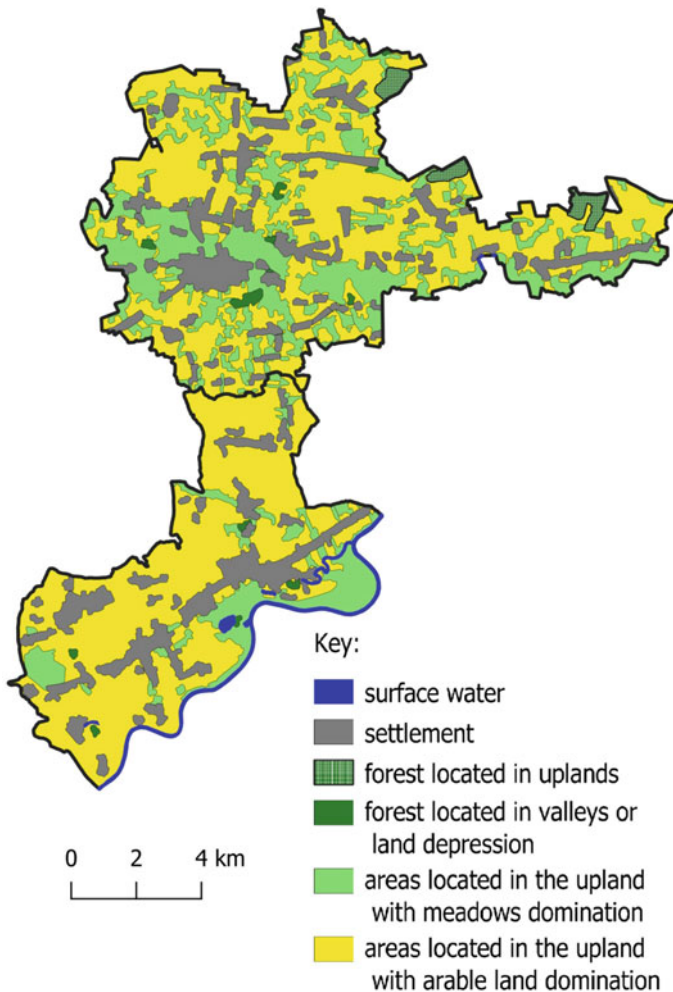 Key:
surface water
settlement
forest located in uplands
forest located in valleys or
land depression
areas located in the upland
with meadows domination
areas located in the upland
with arable land domination
0 2 4 km